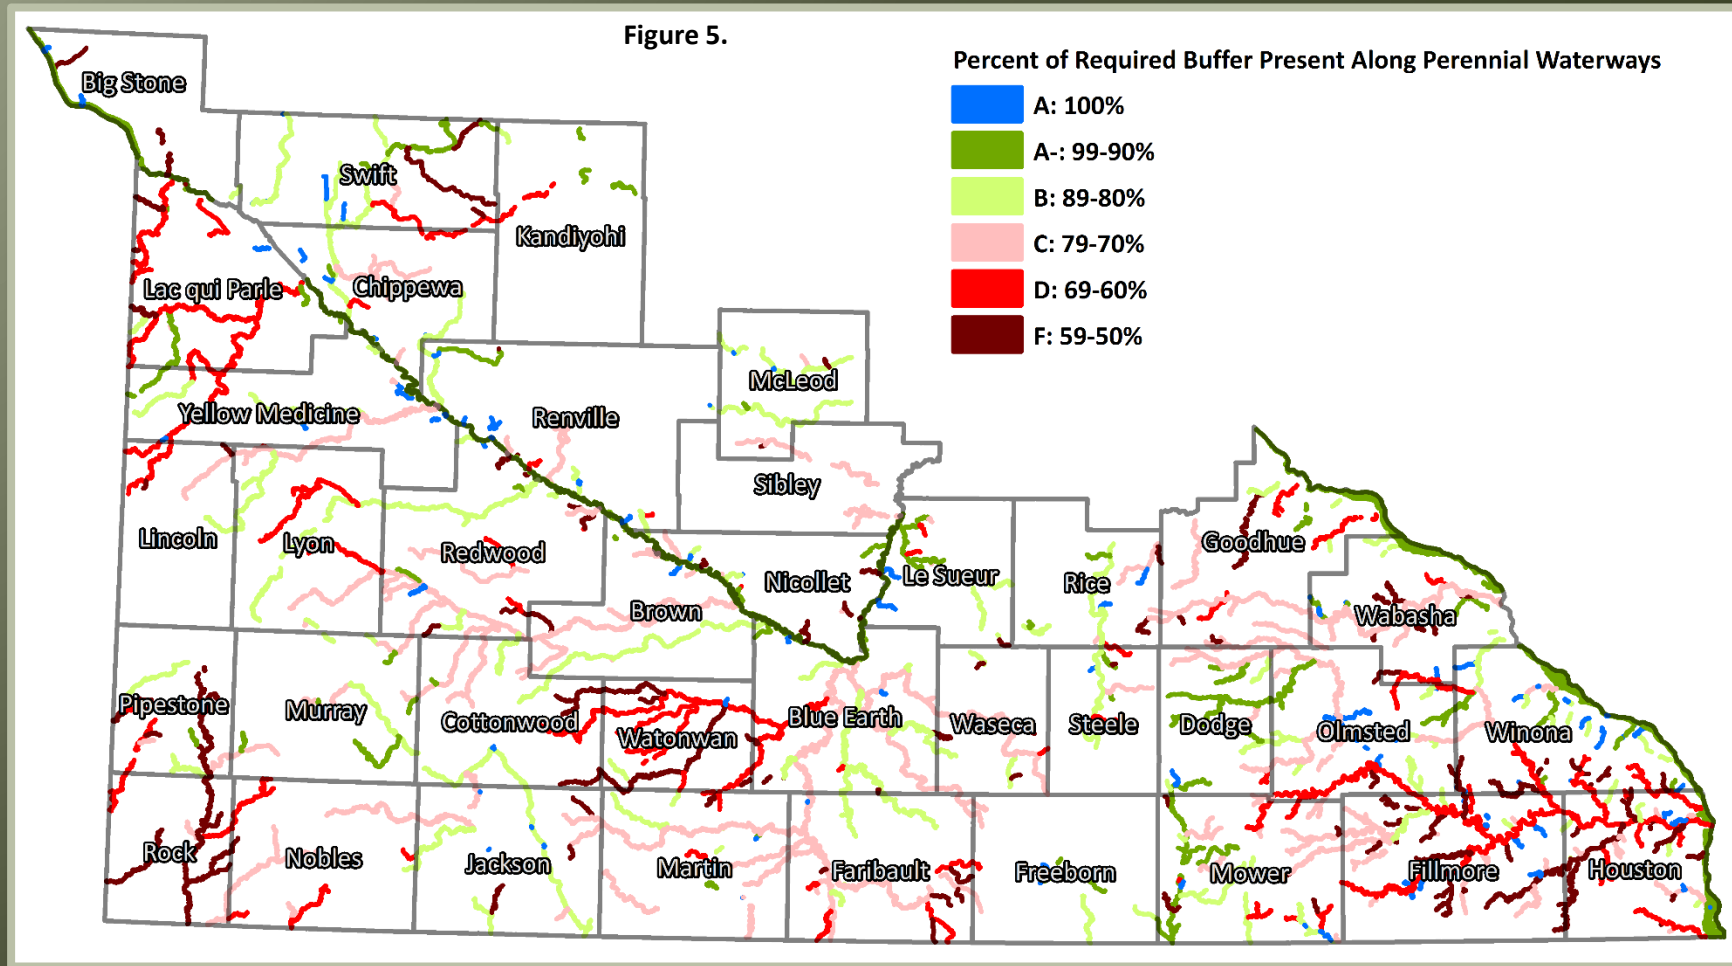 Figure 5.
Percent of Required Buffer Present Along Perennial Waterways
A: 100%
A-: 99-90%
B: 89-80%
C: 79-70%
D: 69-60%
F: 59-50%
Big Stone
Swift
Kandiyohi
Lac qui Parle
Chippewa
McLeod
Yellow Medicine
Renville
Sibley
Lincoln
Lyon
Redwood
Nicollet
Le Sueur
Rice
Goodhue
Brown
Wabasha
Pipestone
Murray
Cottonwood
Watonwan
Blue Earth
Waseca
Steele
Dodge
Olmsted
Winona
Rock
Nobles
Jackson
Martin
Faribault
Freeborn
Mower
Fillmore
Houston